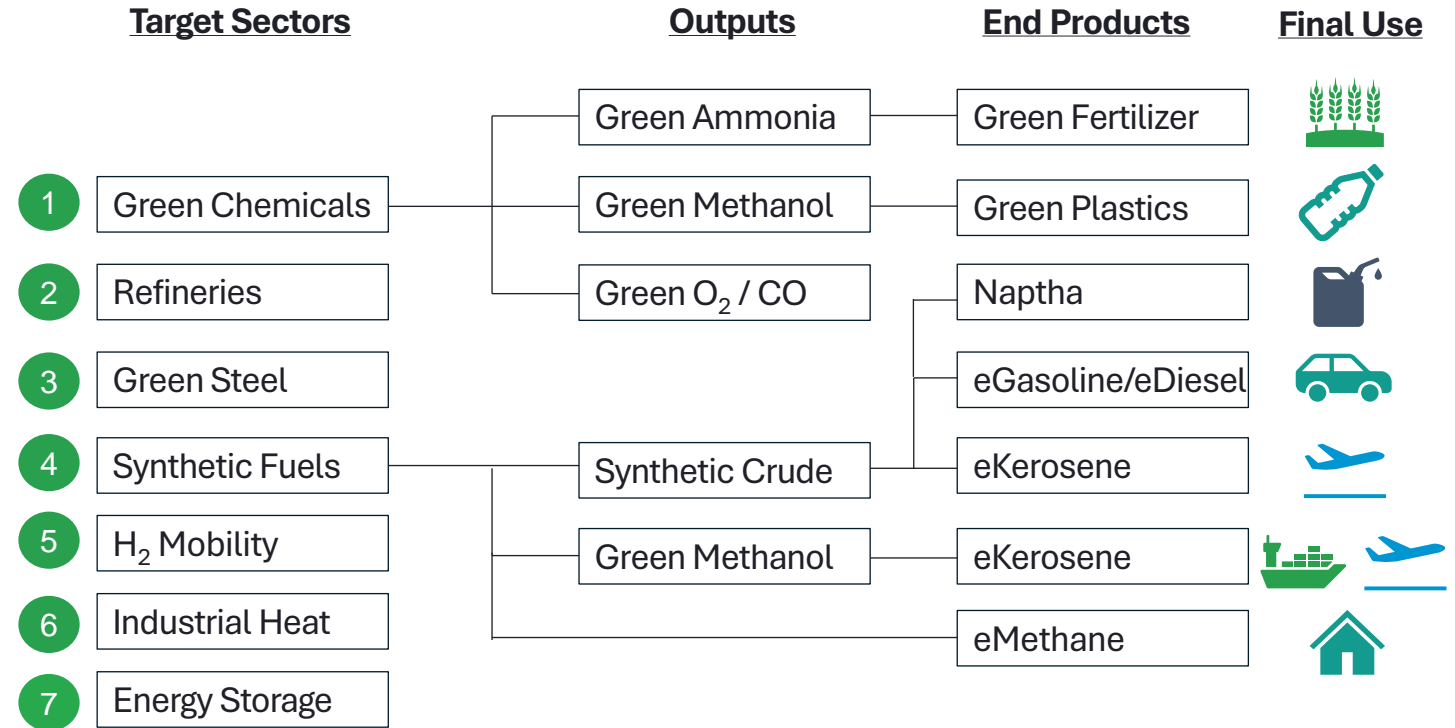 Target Sectors Outputs End Products Final Use
Green Ammonia Green Fertilizer
1 Green Chemicals Green Methanol Green Plastics
2 Refineries Green O₂ / CO Naptha
3 Green Steel eGasoline/eDiesel
4 Synthetic Fuels Synthetic Crude eKerosene
5 H₂ Mobility Green Methanol eKerosene
6 Industrial Heat eMethane
7 Energy Storage